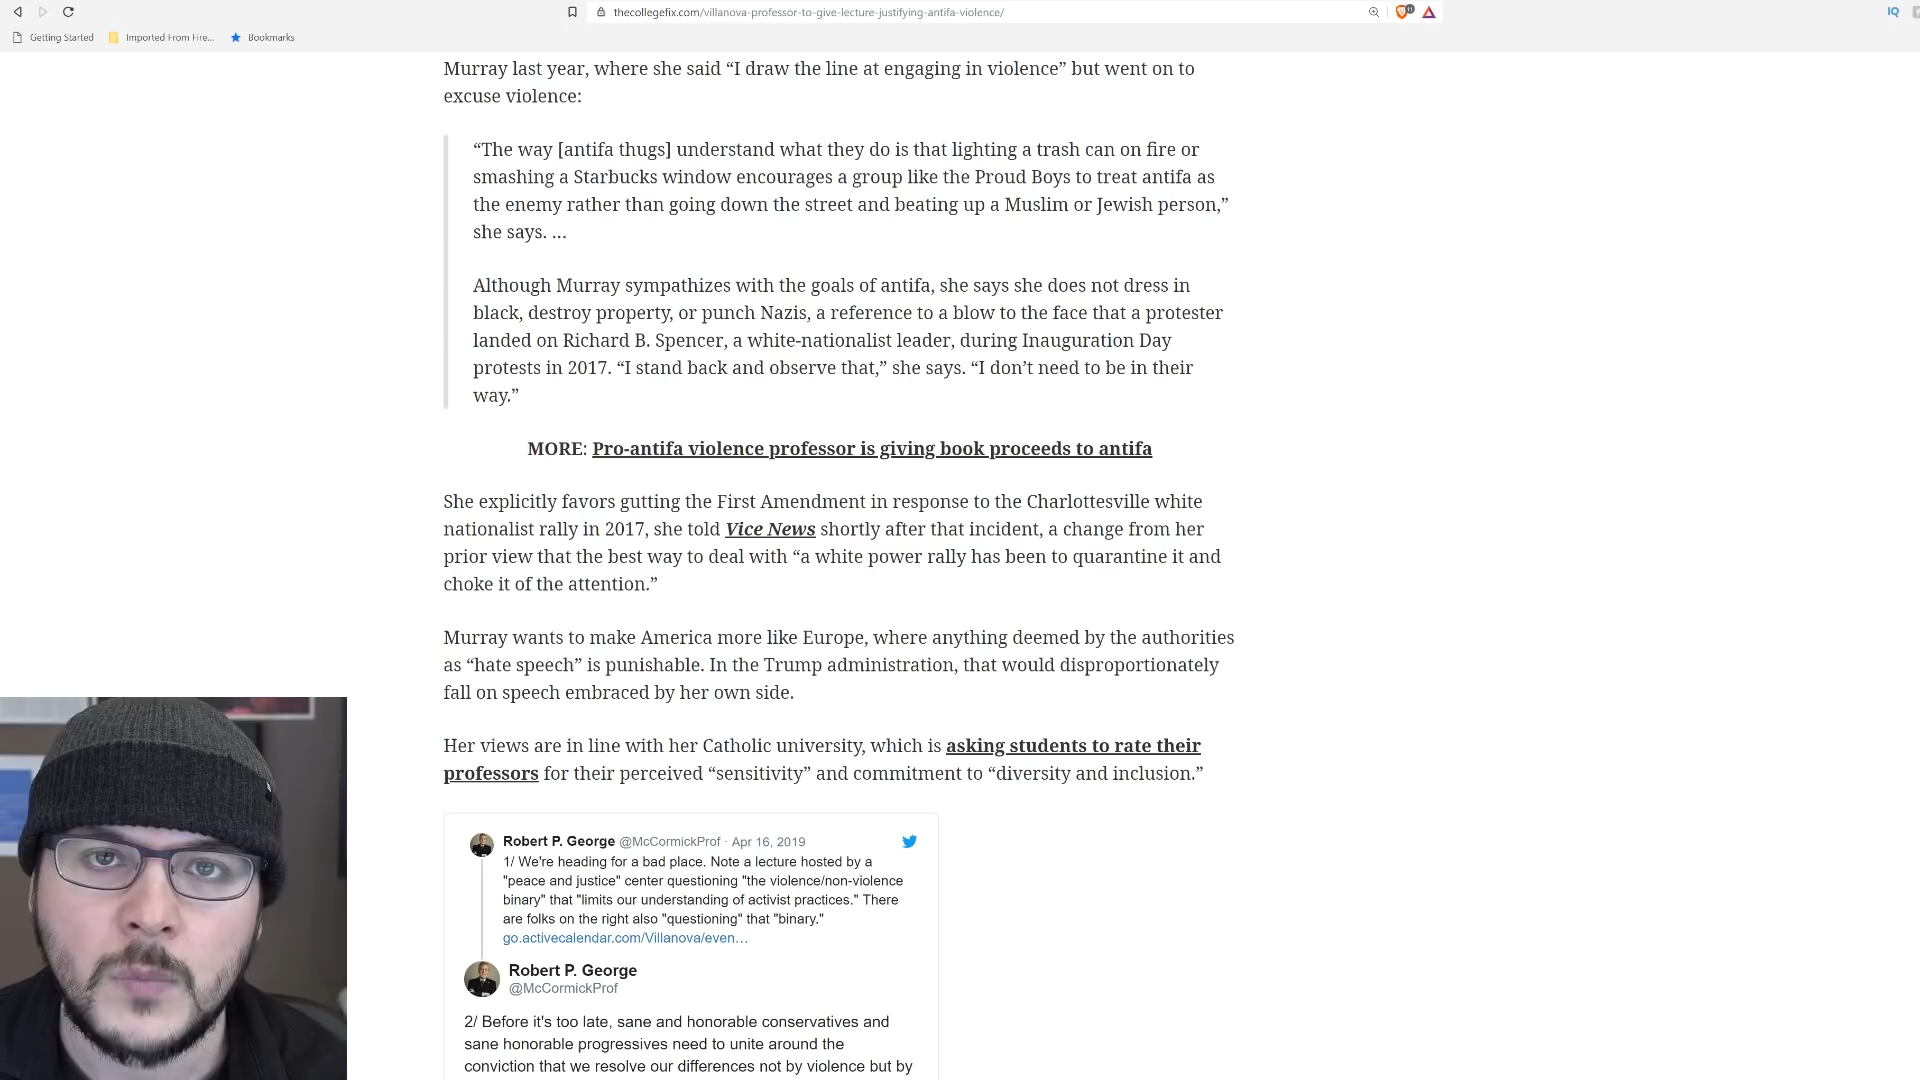 thecollegefix.com/villanova-professor-to-give-lecture-justifying-antifa-violence/
11
IQ
Getting Started
Imported From Fire...
Bookmarks
Murray last year, where she said “I draw the line at engaging in violence” but went on to
excuse violence:
“The way [antifa thugs] understand what they do is that lighting a trash can on fire or
smashing a Starbucks window encourages a group like the Proud Boys to treat antifa as
the enemy rather than going down the street and beating up a Muslim or Jewish person,”
she says. …
Although Murray sympathizes with the goals of antifa, she says she does not dress in
black, destroy property, or punch Nazis, a reference to a blow to the face that a protester
landed on Richard B. Spencer, a white-nationalist leader, during Inauguration Day
protests in 2017. “I stand back and observe that,” she says. “I don’t need to be in their
way.”
MORE: Pro-antifa violence professor is giving book proceeds to antifa
She explicitly favors gutting the First Amendment in response to the Charlottesville white
nationalist rally in 2017, she told Vice News shortly after that incident, a change from her
prior view that the best way to deal with “a white power rally has been to quarantine it and
choke it of the attention.”
Murray wants to make America more like Europe, where anything deemed by the authorities
as “hate speech” is punishable. In the Trump administration, that would disproportionately
fall on speech embraced by her own side.
Her views are in line with her Catholic university, which is asking students to rate their
professors for their perceived “sensitivity” and commitment to “diversity and inclusion.”
Robert P. George @McCormickProf · Apr 16, 2019
1/ We're heading for a bad place. Note a lecture hosted by a
"peace and justice" center questioning "the violence/non-violence
binary" that "limits our understanding of activist practices." There
are folks on the right also "questioning" that "binary."
go.activecalendar.com/Villanova/even…
Robert P. George
@McCormickProf
2/ Before it's too late, sane and honorable conservatives and
sane honorable progressives need to unite around the
conviction that we resolve our differences not by violence but by